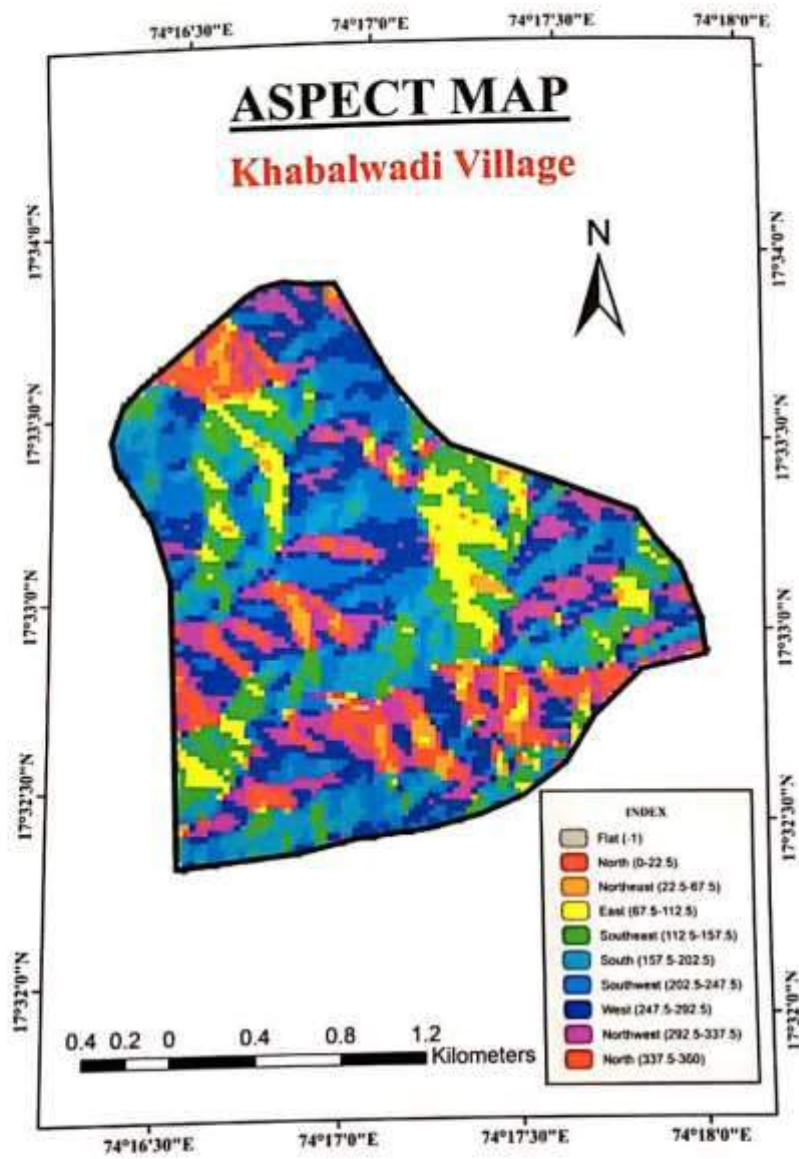 74°16'30"E 74°17'0"E 74°17'30"E 74°18'0"E
ASPECT MAP
Khabalwadi Village
N
17°34'0"N 17°34'0"N
17°33'30"N 17°33'30"N
17°33'0"N 17°33'0"N
17°32'30"N 17°32'30"N
INDEX
Flat (-1)
North (0-22.5)
Northeast (22.5-67.5)
East (67.5-112.5)
Southeast (112.5-157.5)
South (157.5-202.5)
Southwest (202.5-247.5)
West (247.5-292.5)
Northwest (292.5-337.5)
North (337.5-360)
17°32'0"N 17°32'0"N
0.4 0.2 0 0.4 0.8 1.2
Kilometers
74°16'30"E 74°17'0"E 74°17'30"E 74°18'0"E